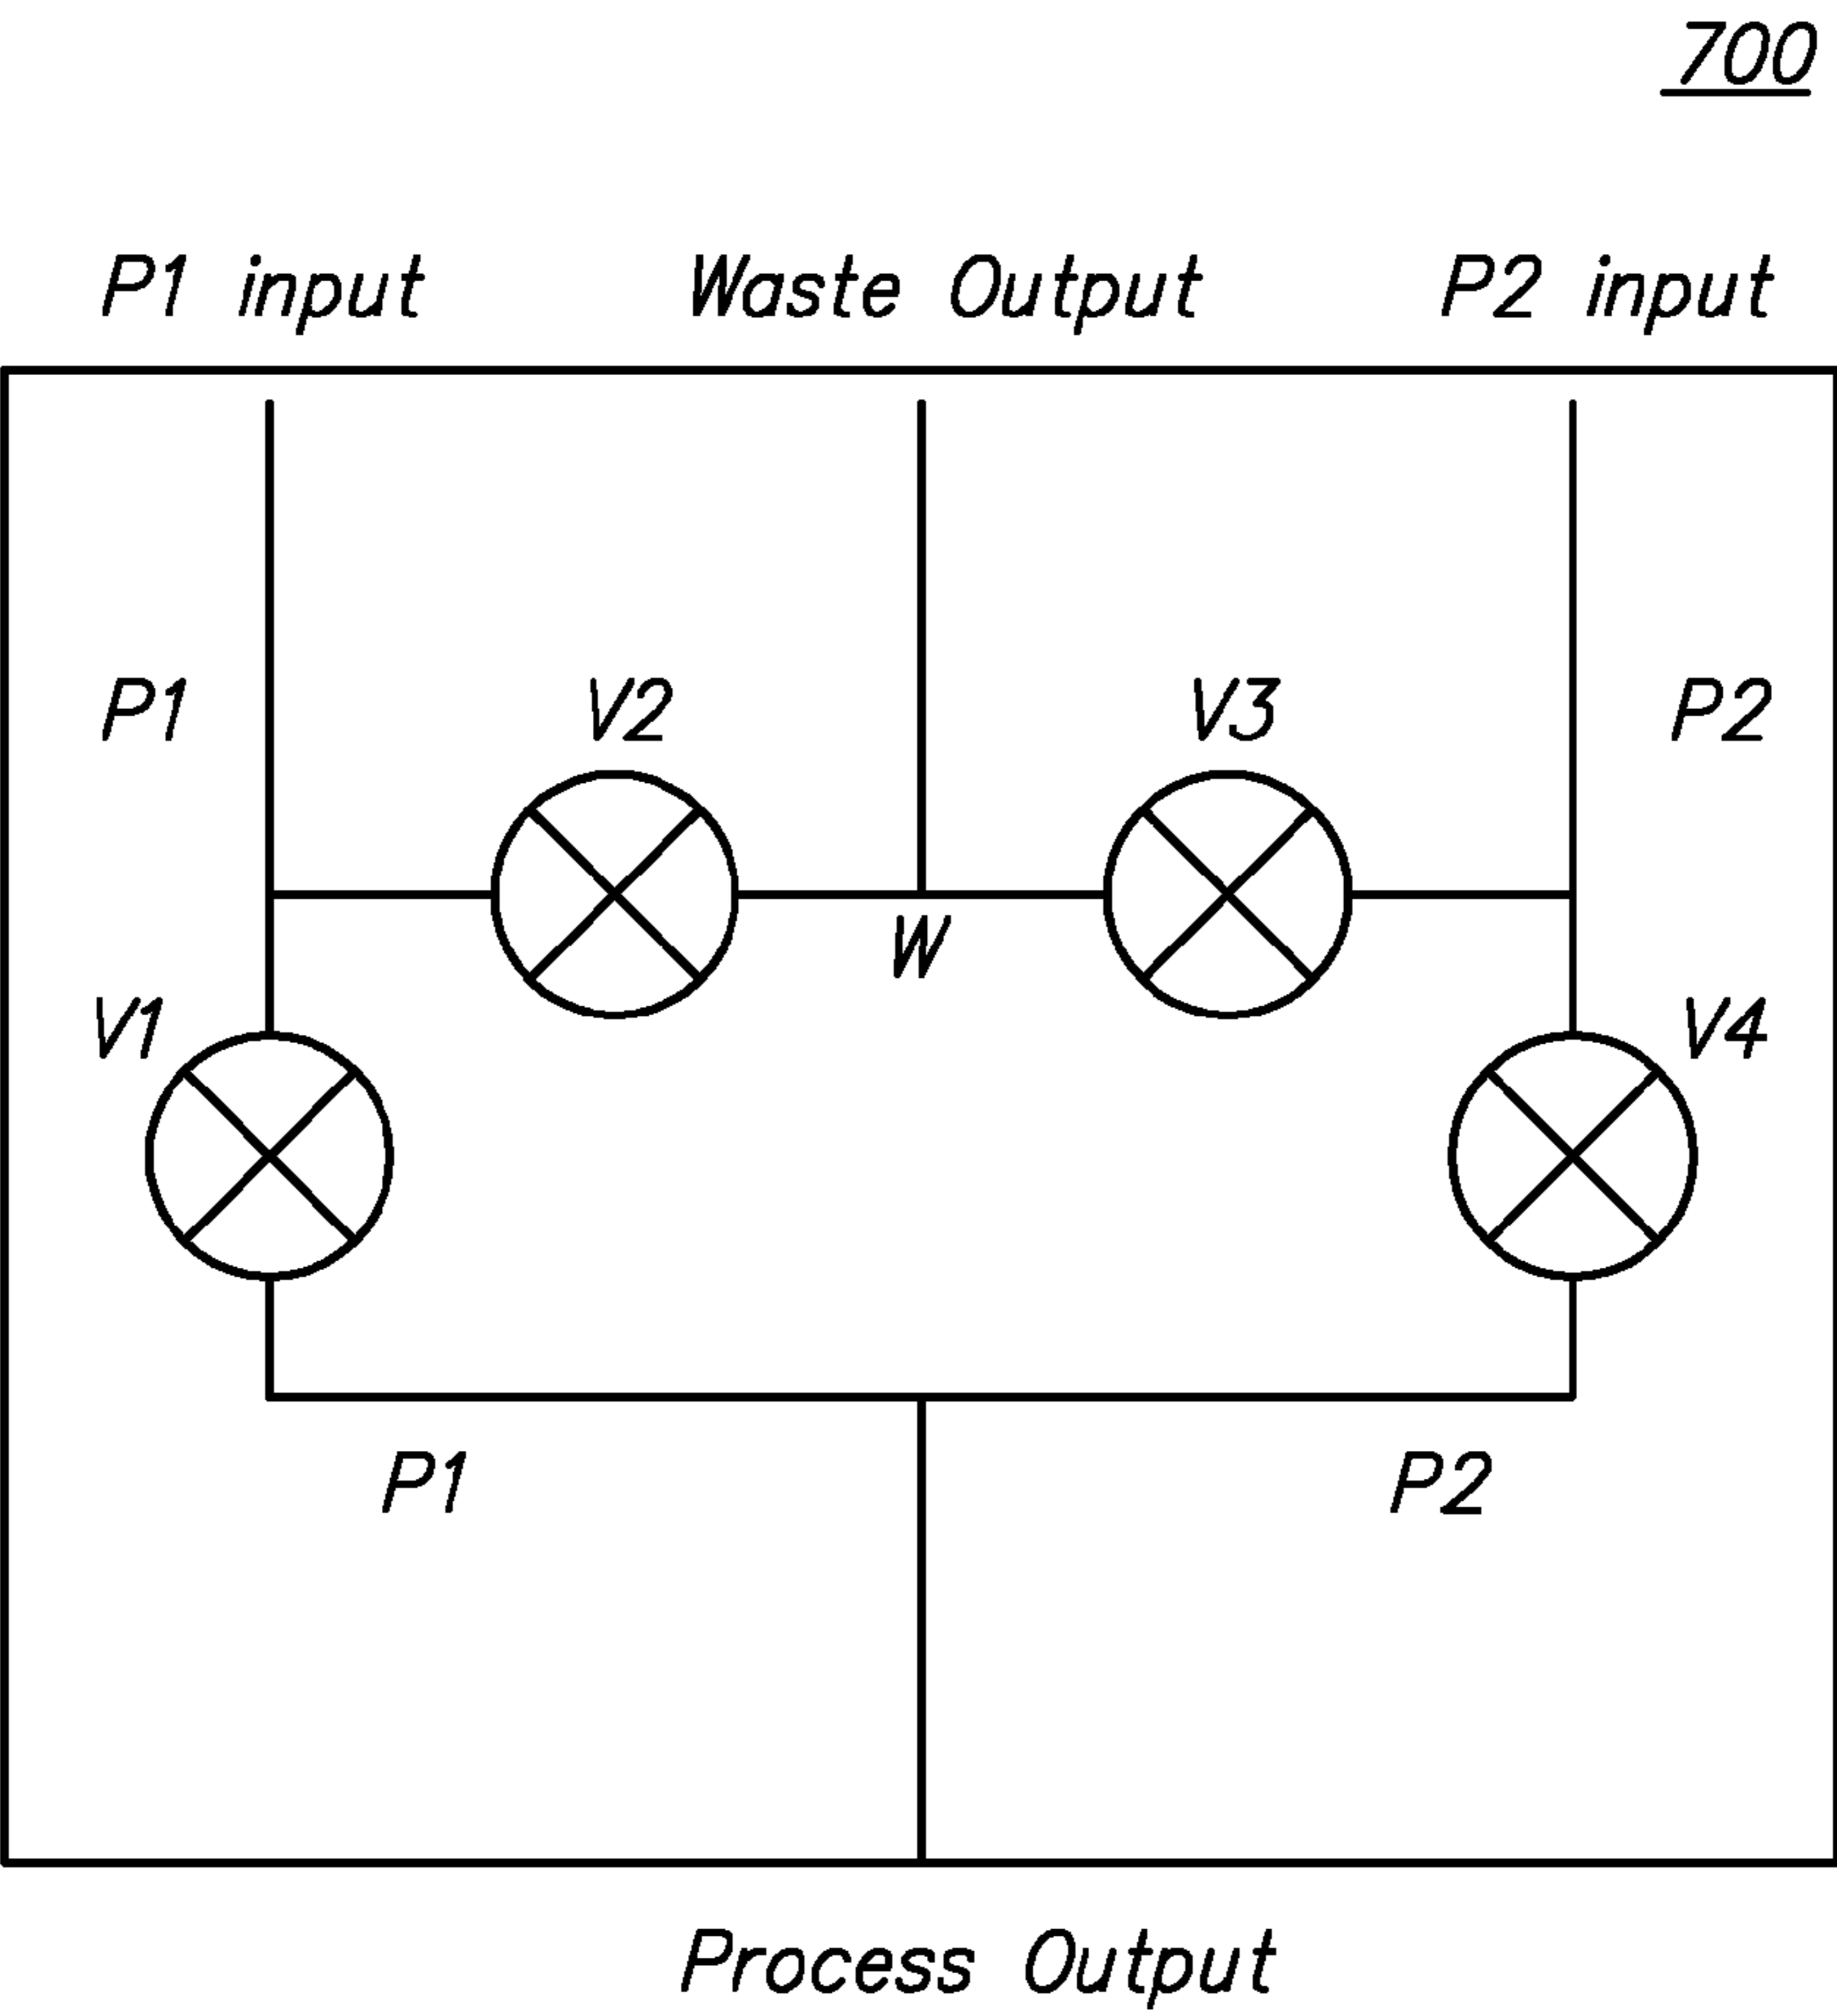 700
P1 input
Waste Output
P2 input
P1
V2
V3
P2
W
V1
V4
P1
P2
Process Output